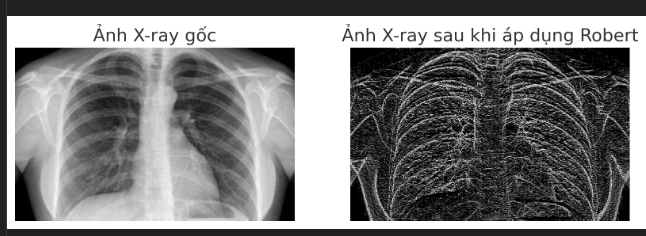 Ảnh X-ray gốc
Ảnh X-ray sau khi áp dụng Robert